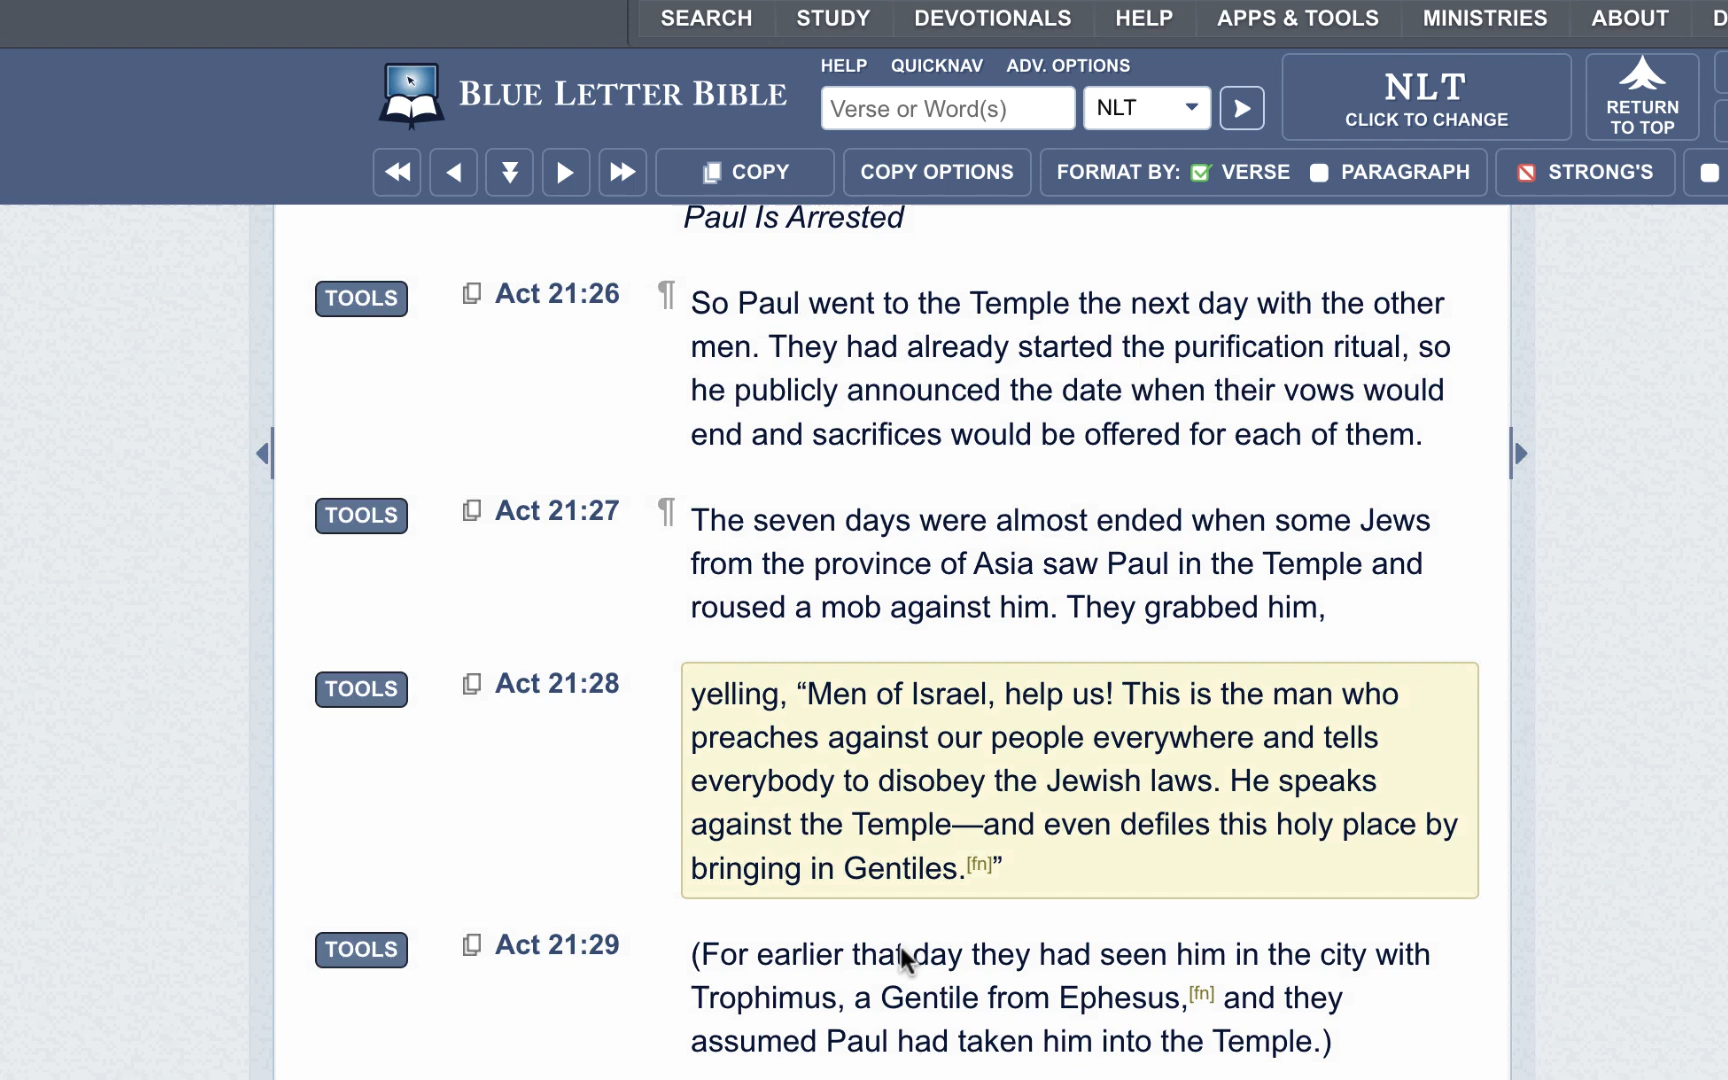 SEARCH STUDY DEVOTIONALS HELP APPS & TOOLS MINISTRIES ABOUT D
BLUE LETTER BIBLE
HELP QUICKNAV ADV. OPTIONS
Verse or Word(s) NLT
NLT
CLICK TO CHANGE
RETURN
TO TOP
COPY COPY OPTIONS FORMAT BY: VERSE PARAGRAPH STRONG'S
Paul Is Arrested
TOOLS Act 21:26 ¶ So Paul went to the Temple the next day with the other
men. They had already started the purification ritual, so
he publicly announced the date when their vows would
end and sacrifices would be offered for each of them.
TOOLS Act 21:27 ¶ The seven days were almost ended when some Jews
from the province of Asia saw Paul in the Temple and
roused a mob against him. They grabbed him,
TOOLS Act 21:28 yelling, “Men of Israel, help us! This is the man who
preaches against our people everywhere and tells
everybody to disobey the Jewish laws. He speaks
against the Temple—and even defiles this holy place by
bringing in Gentiles.[fn]”
TOOLS Act 21:29 (For earlier that day they had seen him in the city with
Trophimus, a Gentile from Ephesus,[fn] and they
assumed Paul had taken him into the Temple.)